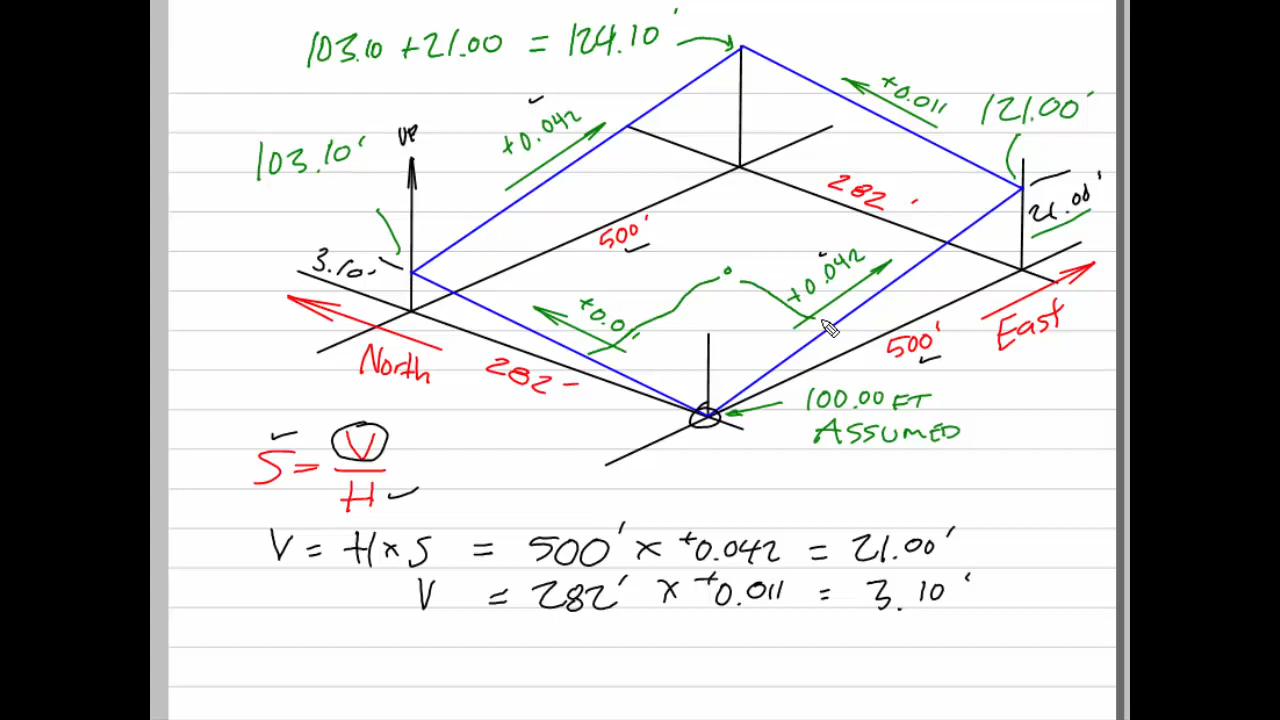 103.10 + 21.00 = 124.10'
+0.011
+0.042
121.00'
UP
103.10'
282'
21.00'
500'
3.10
+0.042
+0.011
East
North
500'
282'
100.00 FT
ASSUMED
S = V/H
V = H x S = 500' x +0.042 = 21.00'
V = 282' x +0.011 = 3.10'